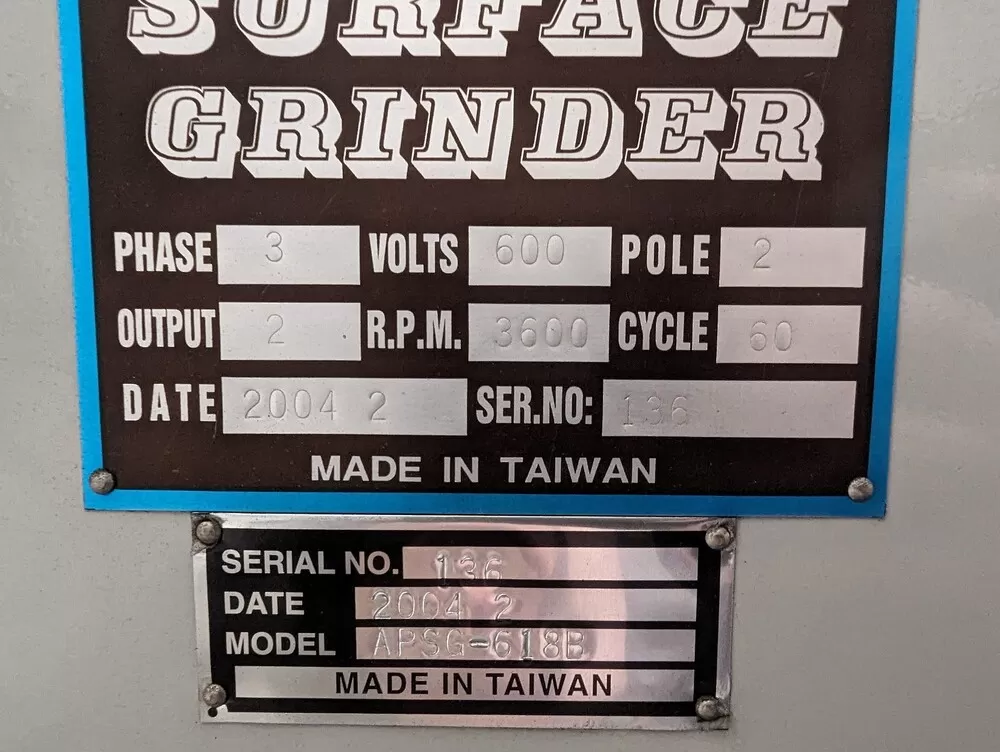 SURFACE
GRINDER
PHASE 3 VOLTS 600 POLE 2
OUTPUT 2 R.P.M. 3600 CYCLE 60
DATE 2004 2 SER.NO: 136
MADE IN TAIWAN
SERIAL NO. 136
DATE 2004 2
MODEL APSG-618B
MADE IN TAIWAN